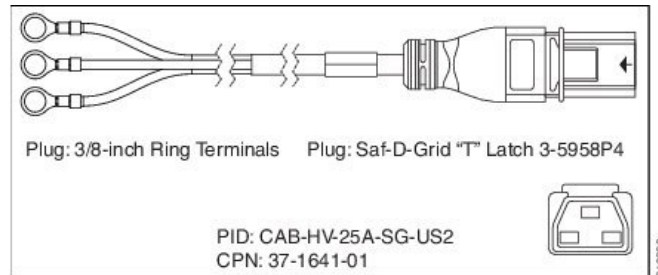 Plug: 3/8-inch Ring Terminals Plug: Saf-D-Grid “T” Latch 3-5958P4
PID: CAB-HV-25A-SG-US2
CPN: 37-1641-01